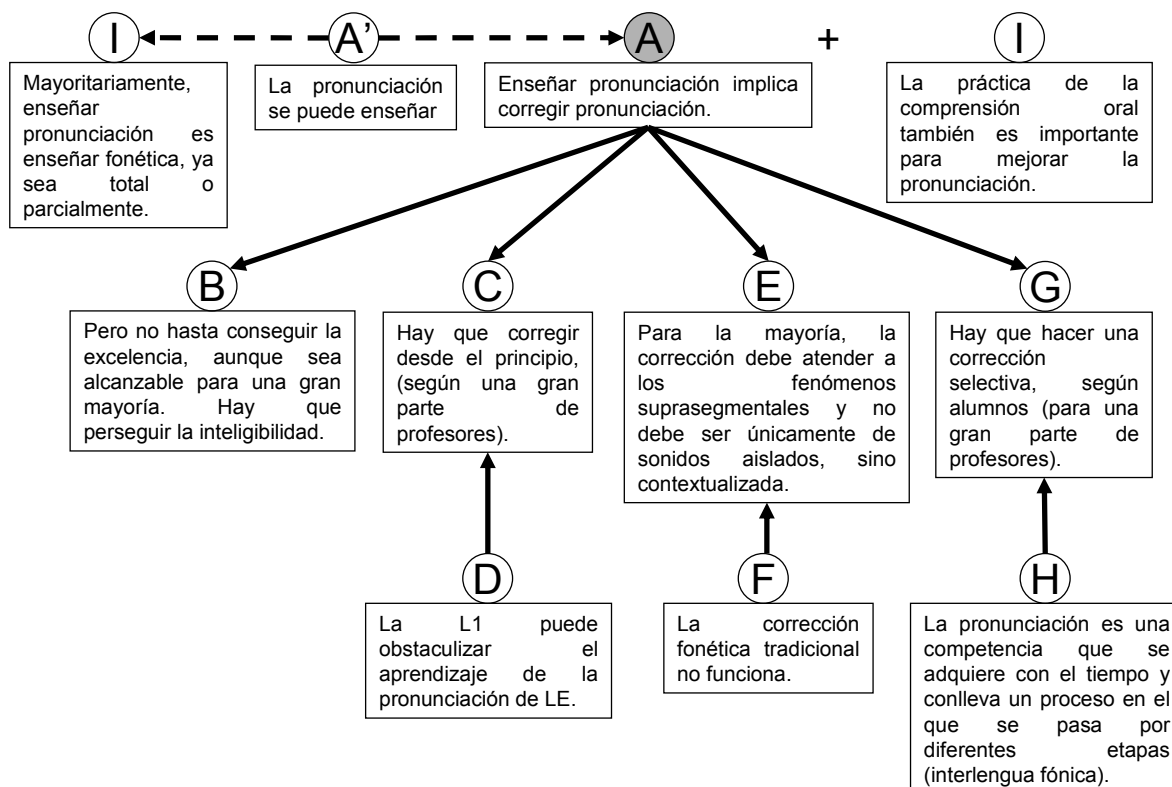 I
A’
A
+
I
Mayoritariamente,
enseñar
pronunciación es
enseñar fonética, ya
sea total o
parcialmente.
La pronunciación
se puede enseñar
Enseñar pronunciación implica
corregir pronunciación.
La práctica de la
comprensión oral
también es importante
para mejorar la
pronunciación.
B
C
E
G
Pero no hasta conseguir la
excelencia, aunque sea
alcanzable para una gran
mayoría. Hay que
perseguir la inteligibilidad.
Hay que corregir
desde el principio,
(según una gran
parte de
profesores).
Para la mayoría, la
corrección debe atender a
los fenómenos
suprasegmentales y no
debe ser únicamente de
sonidos aislados, sino
contextualizada.
Hay que hacer una
corrección
selectiva, según
alumnos (para una
gran parte de
profesores).
D
F
H
La L1 puede
obstaculizar el
aprendizaje de la
pronunciación de LE.
La corrección
fonética tradicional
no funciona.
La pronunciación es una
competencia que se
adquiere con el tiempo y
conlleva un proceso en el
que se pasa por
diferentes etapas
(interlengua fónica).